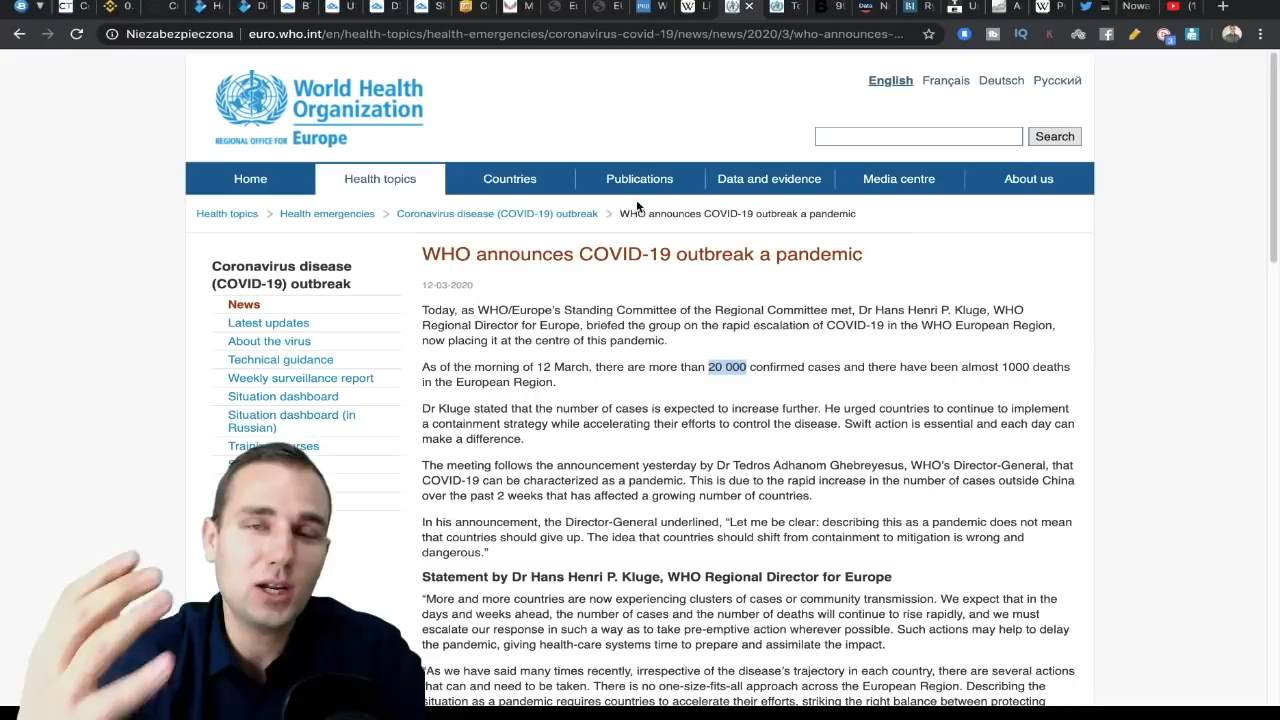 Niezabezpieczona
euro.who.int/en/health-topics/health-emergencies/coronavirus-covid-19/news/news/2020/3/who-announces-...
World Health
Organization
REGIONAL OFFICE FOR Europe
English Français Deutsch Русский
Search
Home Health topics Countries Publications Data and evidence Media centre About us
Health topics > Health emergencies > Coronavirus disease (COVID-19) outbreak > WHO announces COVID-19 outbreak a pandemic
Coronavirus disease
(COVID-19) outbreak
News
Latest updates
About the virus
Technical guidance
Weekly surveillance report
Situation dashboard
Situation dashboard (in
Russian)
WHO announces COVID-19 outbreak a pandemic
12-03-2020
Today, as WHO/Europe's Standing Committee of the Regional Committee met, Dr Hans Henri P. Kluge, WHO
Regional Director for Europe, briefed the group on the rapid escalation of COVID-19 in the WHO European Region,
now placing it at the centre of this pandemic.
As of the morning of 12 March, there are more than 20 000 confirmed cases and there have been almost 1000 deaths
in the European Region.
Dr Kluge stated that the number of cases is expected to increase further. He urged countries to continue to implement
a containment strategy while accelerating their efforts to control the disease. Swift action is essential and each day can
make a difference.
The meeting follows the announcement yesterday by Dr Tedros Adhanom Ghebreyesus, WHO's Director-General, that
COVID-19 can be characterized as a pandemic. This is due to the rapid increase in the number of cases outside China
over the past 2 weeks that has affected a growing number of countries.
In his announcement, the Director-General underlined, “Let me be clear: describing this as a pandemic does not mean
that countries should give up. The idea that countries should shift from containment to mitigation is wrong and
dangerous.”
Statement by Dr Hans Henri P. Kluge, WHO Regional Director for Europe
“More and more countries are now experiencing clusters of cases or community transmission. We expect that in the
days and weeks ahead, the number of cases and the number of deaths will continue to rise rapidly, and we must
escalate our response in such a way as to take pre-emptive action wherever possible. Such actions may help to delay
the pandemic, giving health-care systems time to prepare and assimilate the impact.
“As we have said many times recently, irrespective of the disease's trajectory in each country, there are several actions
that can and need to be taken. There is no one-size-fits-all approach across the European Region. Describing the
situation as a pandemic requires countries to accelerate their efforts, striking the right balance between protecting